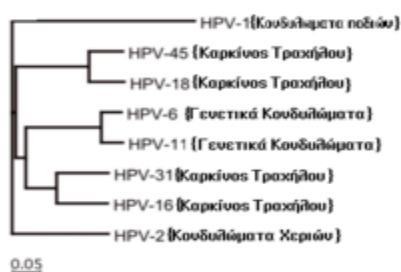 HPV-1{Κονδυλώματα ποδιών}
HPV-45 {Καρκίνος Τραχήλου}
HPV-18 {Καρκίνος Τραχήλου}
HPV-6 {Γενετικά Κονδυλώματα}
HPV-11 {Γενετικά Κονδυλώματα}
HPV-31{Καρκίνος Τραχήλου}
HPV-16 {Καρκίνος Τραχήλου}
HPV-2{Κονδυλώματα Χεριών}
0.05